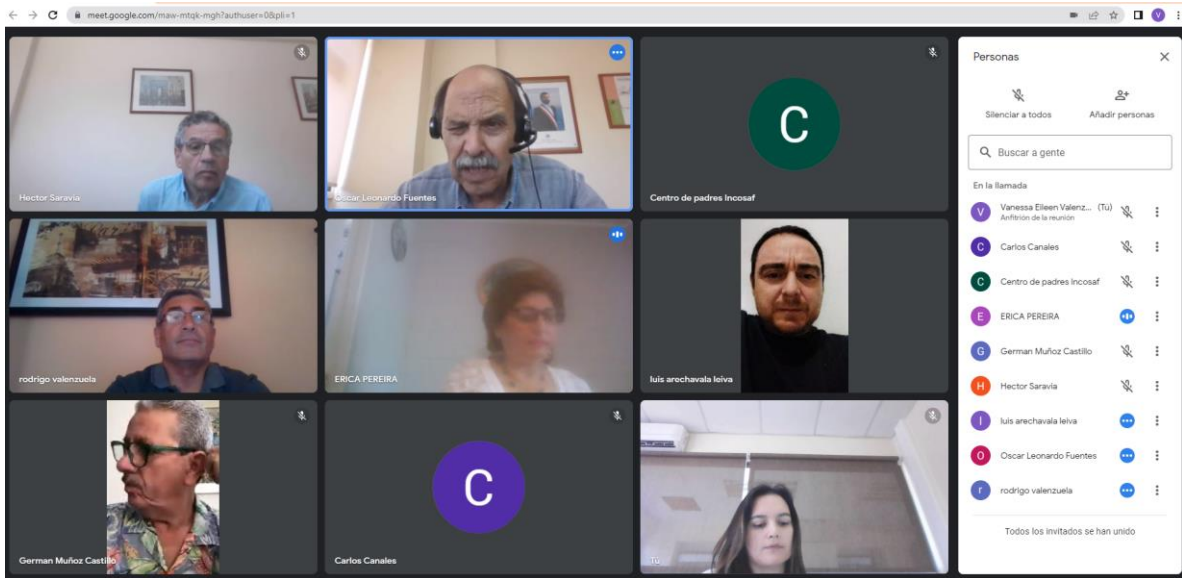 meet.google.com/maw-mtqk-mgh?authuser=0&pli=1
V
Hector Saravia
Oscar Leonardo Fuentes
C
Centro de padres Incosaf
rodrigo valenzuela
ERICA PEREIRA
luis arechavala leiva
German Muñoz Castillo
C
Carlos Canales
Tú
Personas
Silenciar a todos
Añadir personas
Buscar a gente
En la llamada
V
Vanessa Eileen Valenz... (Tú)
Anfitrión de la reunión
C
Carlos Canales
C
Centro de padres Incosaf
E
ERICA PEREIRA
G
German Muñoz Castillo
H
Hector Saravia
l
luis arechavala leiva
O
Oscar Leonardo Fuentes
r
rodrigo valenzuela
Todos los invitados se han unido